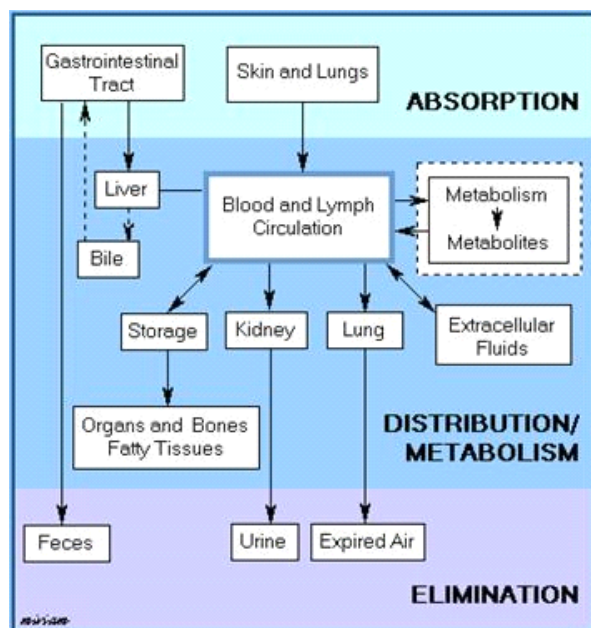 Gastrointestinal
Tract
Skin and Lungs
ABSORPTION
Liver
Blood and Lymph
Circulation
Metabolism
Metabolites
Bile
Storage
Kidney
Lung
Extracellular
Fluids
Organs and Bones
Fatty Tissues
DISTRIBUTION/
METABOLISM
Feces
Urine
Expired Air
ELIMINATION